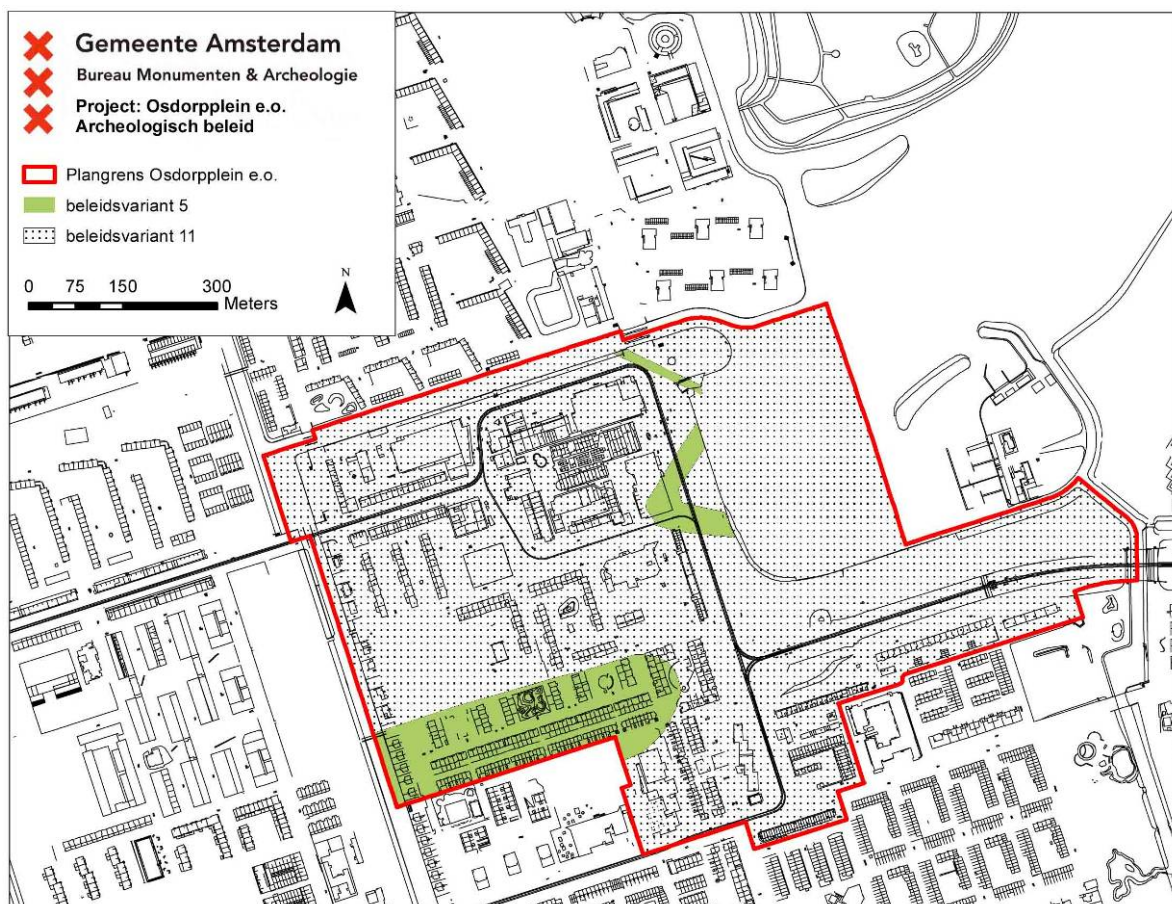 Gemeente Amsterdam
Bureau Monumenten & Archeologie
Project: Osdorpplein e.o.
Archeologisch beleid
Plangrens Osdorpplein e.o.
beleidsvariant 5
beleidsvariant 11
0 75 150 300
Meters
N